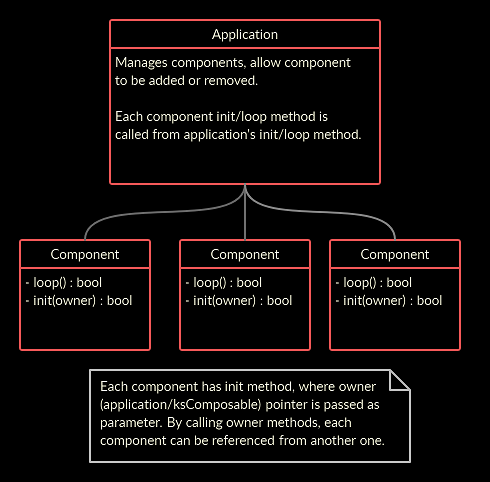 Application
Manages components, allow component
to be added or removed.
Each component init/loop method is
called from application's init/loop method.
Component
- loop() : bool
- init(owner) : bool
Component
- loop() : bool
- init(owner) : bool
Component
- loop() : bool
- init(owner) : bool
Each component has init method, where owner
(application/ksComposable) pointer is passed as
parameter. By calling owner methods, each
component can be referenced from another one.